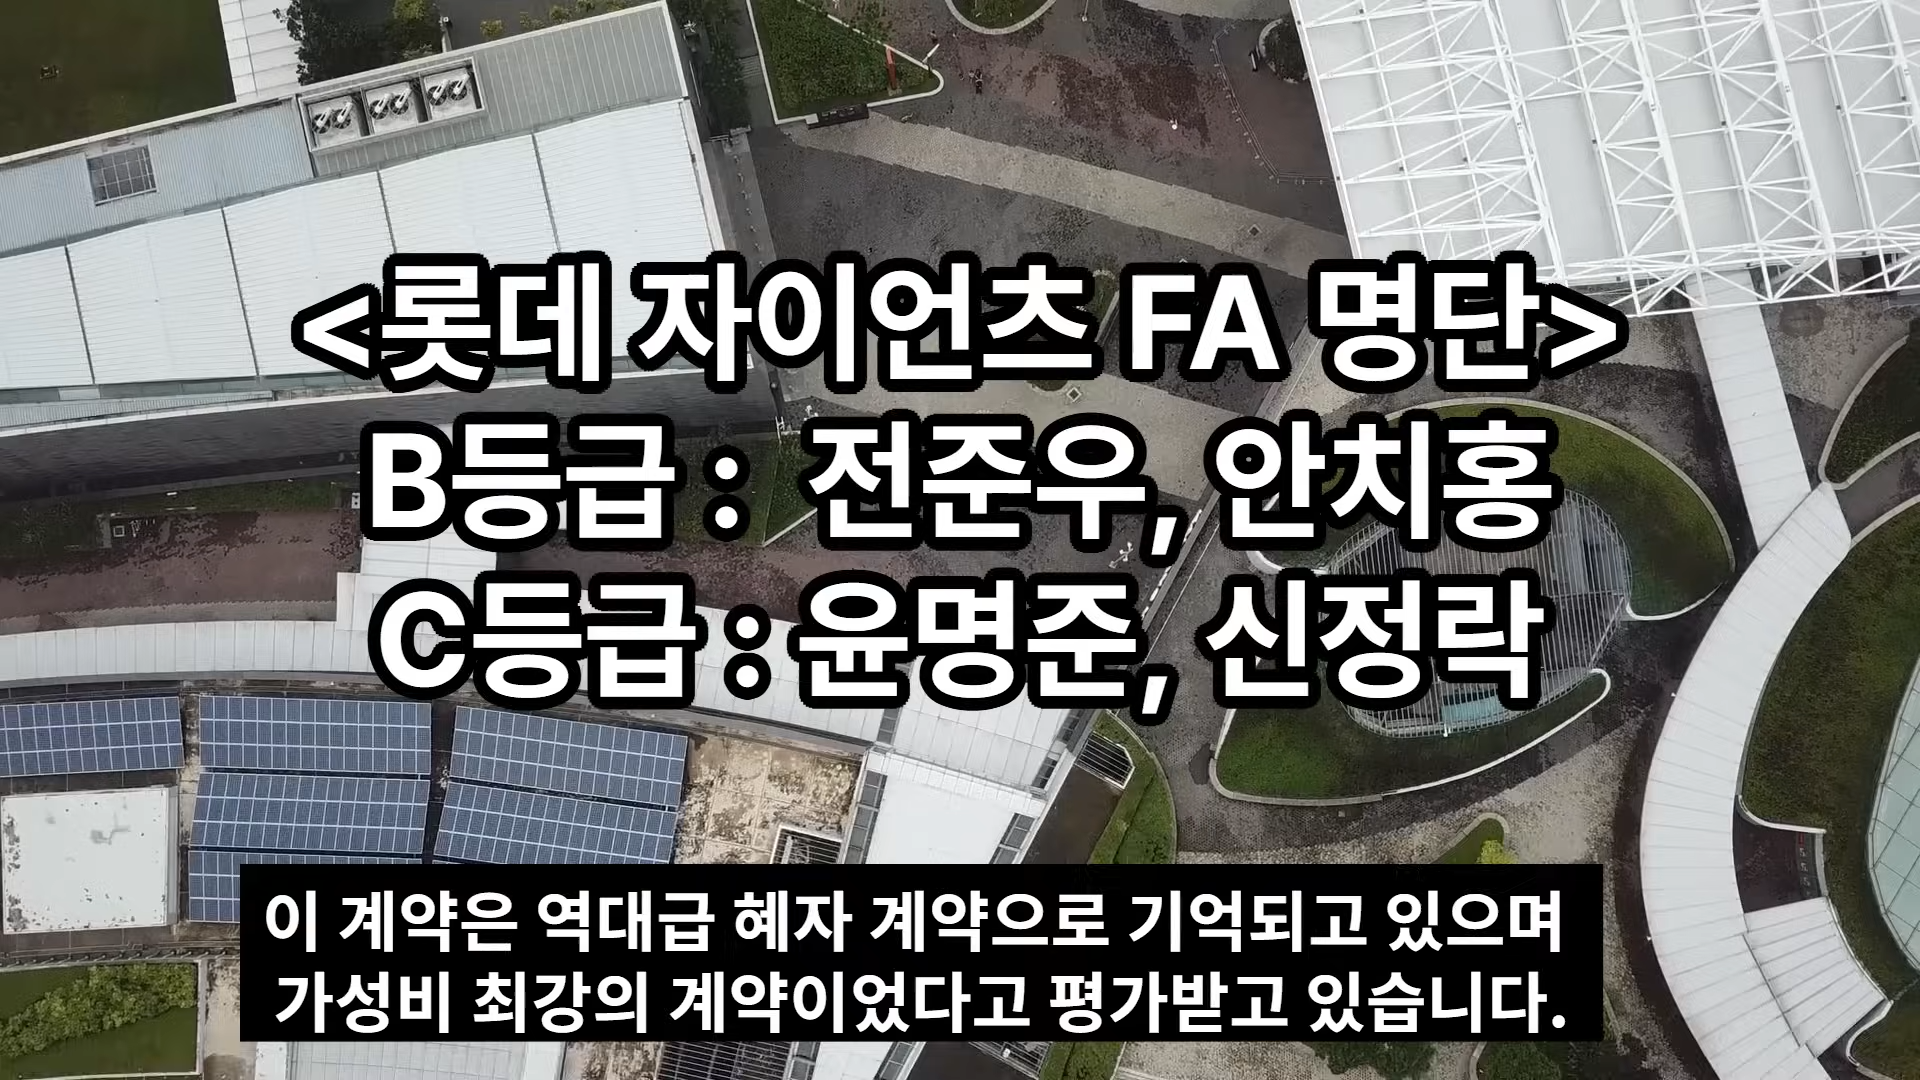 <롯데 자이언츠 FA 명단>
B등급 : 전준우, 안치홍
C등급 : 윤명준, 신정락
이 계약은 역대급 혜자 계약으로 기억되고 있으며
가성비 최강의 계약이었다고 평가받고 있습니다.